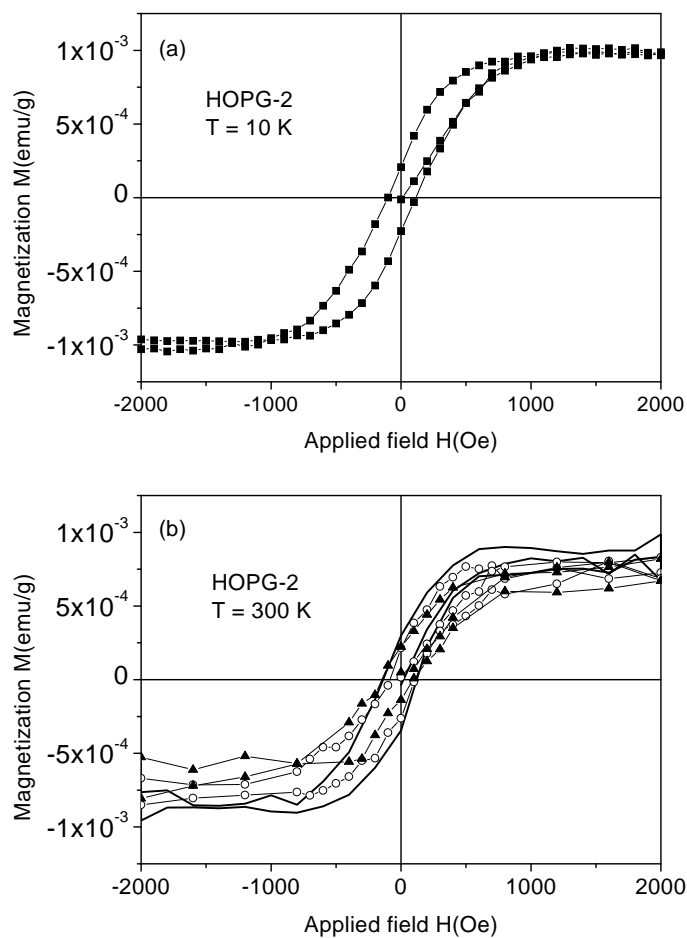 (a)
HOPG-2
T = 10 K
Magnetization M(emu/g)
1x10⁻³
5x10⁻⁴
0
-5x10⁻⁴
-1x10⁻³
-2000 -1000 0 1000 2000
Applied field H(Oe)
(b)
HOPG-2
T = 300 K
Magnetization M(emu/g)
1x10⁻³
5x10⁻⁴
0
-5x10⁻⁴
-1x10⁻³
-2000 -1000 0 1000 2000
Applied field H(Oe)